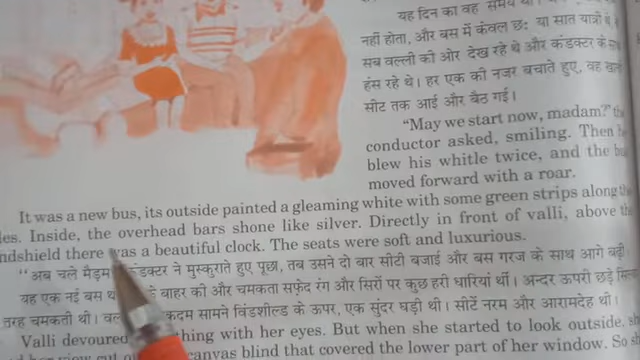 यह दिन का वह समय था
नहीं होता, और बस में केवल छः या सात यात्री
सब वल्ली को ओर देख रहे थे और कंडक्टर के
हंस रहे थे। हर एक की नजर बचाते हुए, वह
सीट तक आई और बैठ गई।
"May we start now, madam?" the
conductor asked, smiling. Then he
blew his whitle twice, and the bus
moved forward with a roar.
It was a new bus, its outside painted a gleaming white with some green strips along the
Inside, the overhead bars shone like silver. Directly in front of valli, above the
there was a beautiful clock. The seats were soft and luxurious.
"अब चले मैडम कंडक्टर ने मुस्कुराते हुए पूछा, तब उसने दो बार सीटी बजाई और बस गरज के साथ आगे बढ़ी
यह एक नई बस बाहर की ओर चमकता सफ़ेद रंग और सिरों पर कुछ हरी धारियां थीं। अन्दर ऊपरी छड़ें
तरह चमकती थी। सामने विंडशील्ड के ऊपर, एक सुंदर घड़ी थी। सीटें नरम और आरामदेह थीं।
Valli devoured with her eyes. But when she started to look outside,
canvas blind that covered the lower part of her window. So